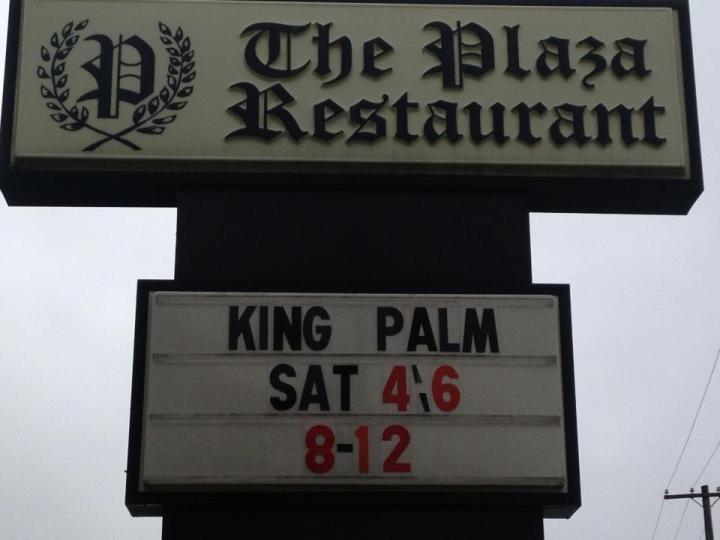 P The Plaza
Restaurant
KING PALM
SAT 4\6
8-12